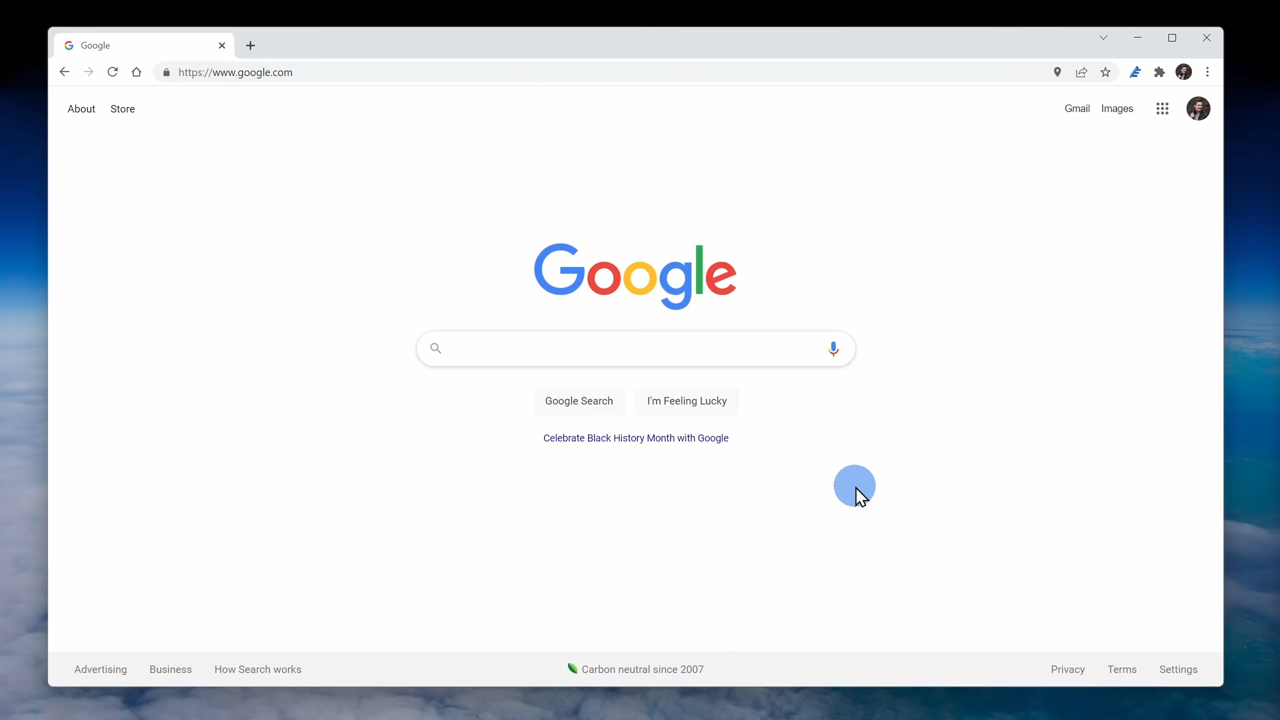 Google
https://www.google.com
About Store
Gmail Images
Google
Google Search I'm Feeling Lucky
Celebrate Black History Month with Google
Advertising Business How Search works
Carbon neutral since 2007
Privacy Terms Settings